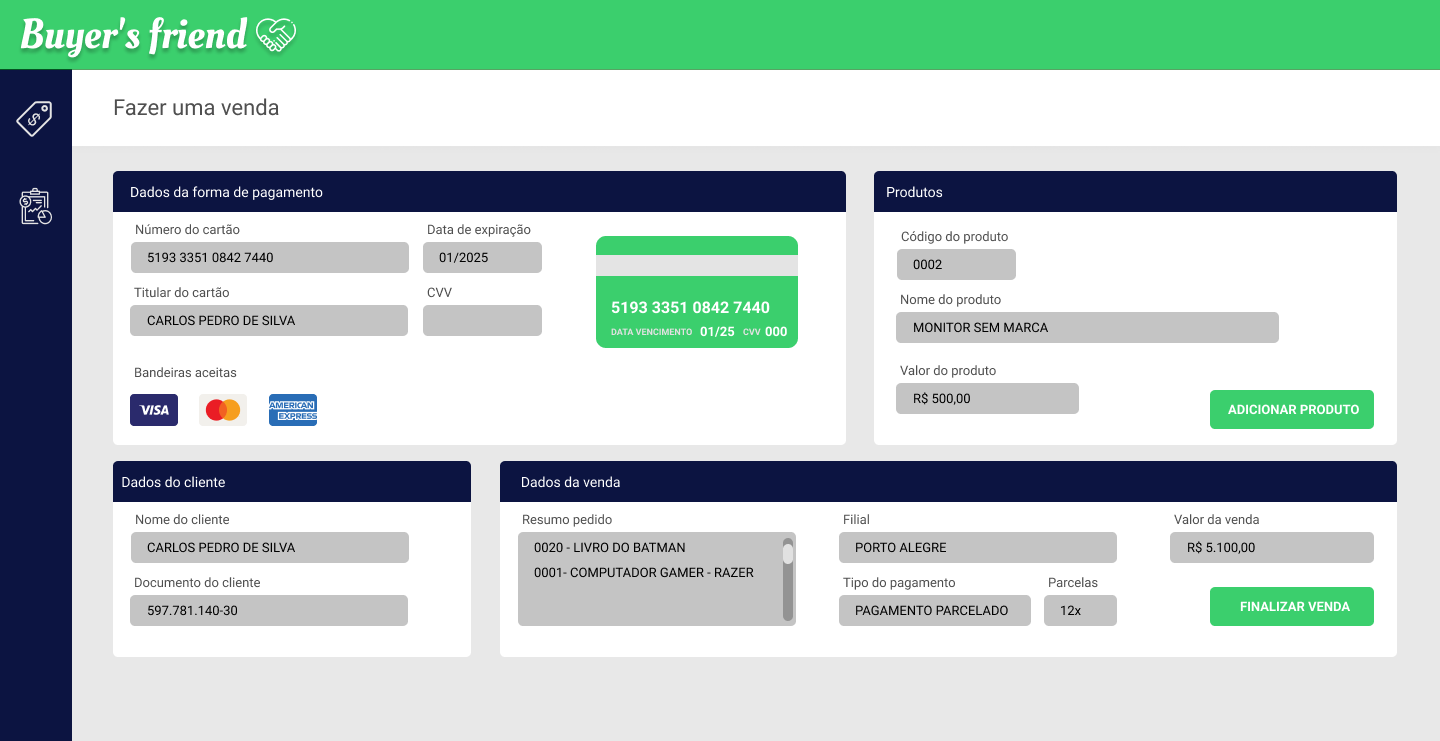 Buyer's friend
Fazer uma venda
Dados da forma de pagamento
Número do cartão
Data de expiração
5193 3351 0842 7440
01/2025
Titular do cartão
CVV
CARLOS PEDRO DE SILVA
5193 3351 0842 7440
DATA VENCIMENTO 01/25 CVV 000
Bandeiras aceitas
VISA
AMERICAN
EXPRESS
Produtos
Código do produto
0002
Nome do produto
MONITOR SEM MARCA
Valor do produto
R$ 500,00
ADICIONAR PRODUTO
Dados do cliente
Nome do cliente
CARLOS PEDRO DE SILVA
Documento do cliente
597.781.140-30
Dados da venda
Resumo pedido
0020 - LIVRO DO BATMAN
0001- COMPUTADOR GAMER - RAZER
Filial
PORTO ALEGRE
Tipo do pagamento
Parcelas
PAGAMENTO PARCELADO
12x
Valor da venda
R$ 5.100,00
FINALIZAR VENDA